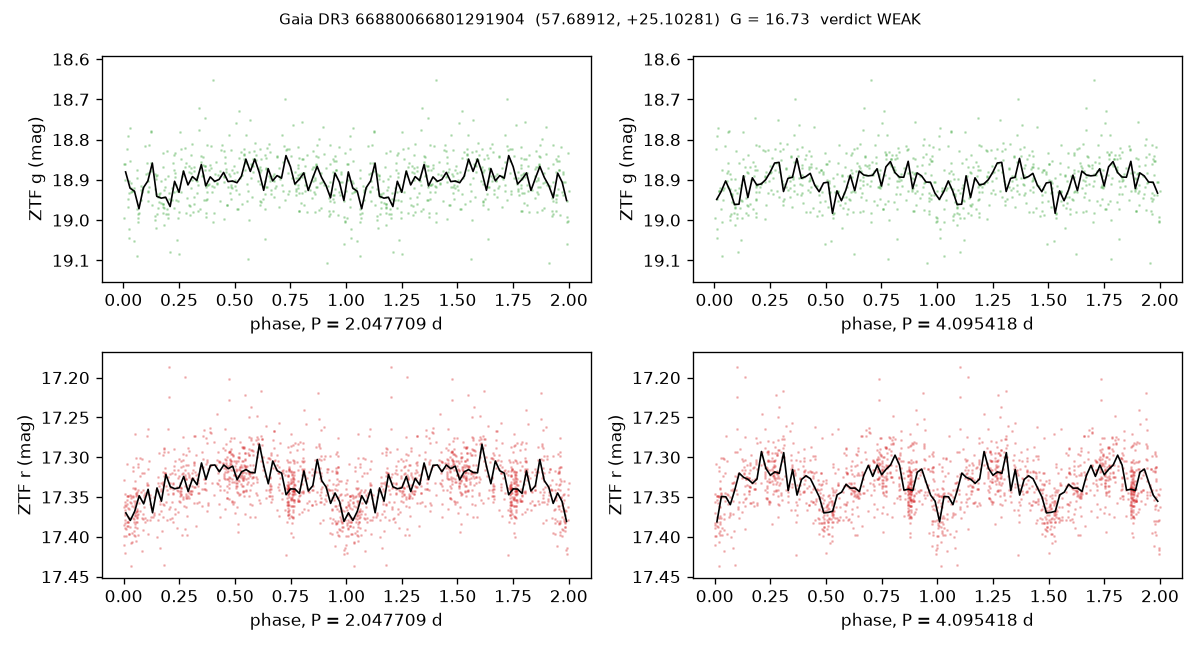 Gaia DR3 66880066801291904  (57.68912, +25.10281)  G = 16.73  verdict WEAK
ZTF g (mag)
18.6
18.7
18.8
18.9
19.0
19.1
0.00 0.25 0.50 0.75 1.00 1.25 1.50 1.75 2.00
phase, P = 2.047709 d
ZTF g (mag)
18.6
18.7
18.8
18.9
19.0
19.1
0.00 0.25 0.50 0.75 1.00 1.25 1.50 1.75 2.00
phase, P = 4.095418 d
ZTF r (mag)
17.20
17.25
17.30
17.35
17.40
17.45
0.00 0.25 0.50 0.75 1.00 1.25 1.50 1.75 2.00
phase, P = 2.047709 d
ZTF r (mag)
17.20
17.25
17.30
17.35
17.40
17.45
0.00 0.25 0.50 0.75 1.00 1.25 1.50 1.75 2.00
phase, P = 4.095418 d